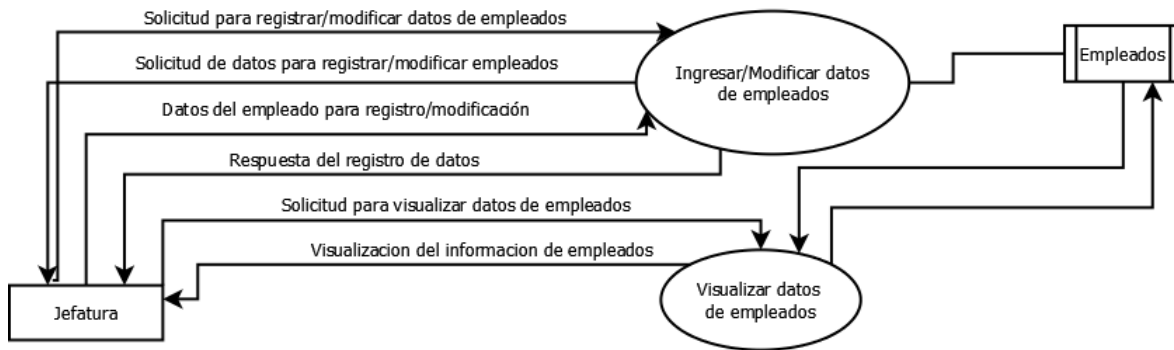 Solicitud para registrar/modificar datos de empleados
Solicitud de datos para registrar/modificar empleados
Datos del empleado para registro/modificación
Respuesta del registro de datos
Solicitud para visualizar datos de empleados
Visualizacion del informacion de empleados
Ingresar/Modificar datos
de empleados
Empleados
Jefatura
Visualizar datos
de empleados